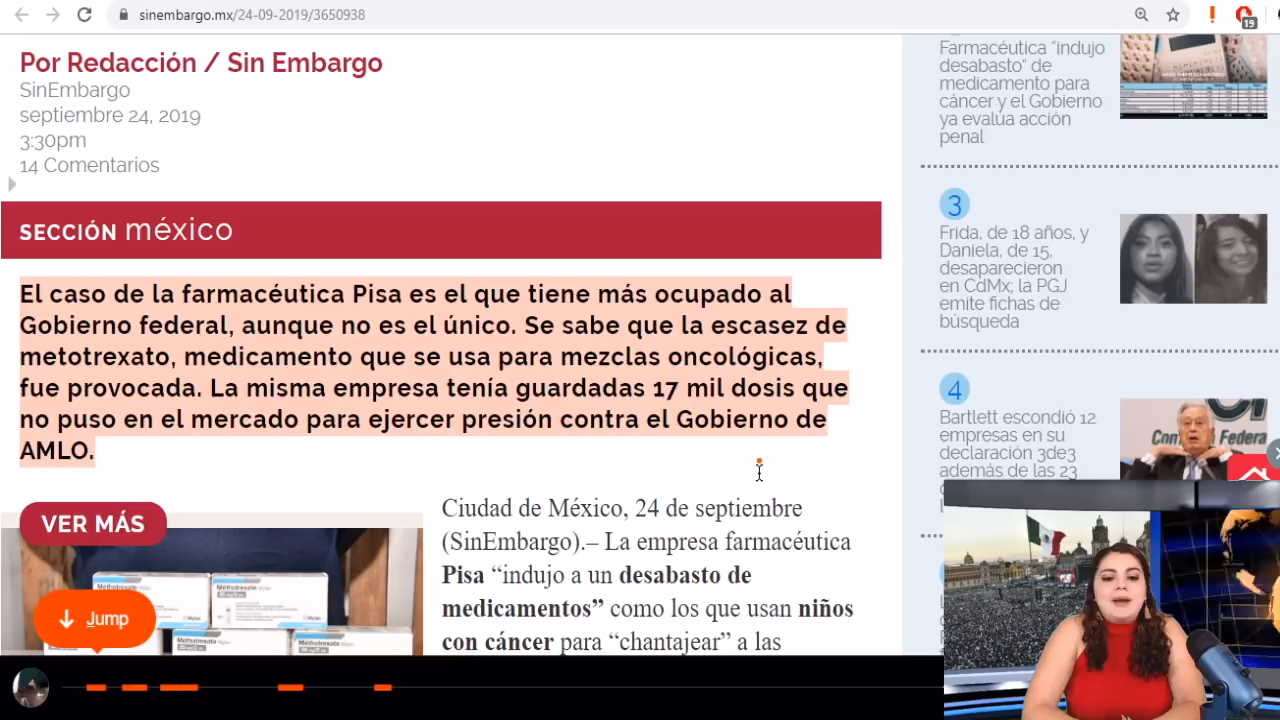 sinembargo.mx/24-09-2019/3650938
19
Por Redacción / Sin Embargo
SinEmbargo
septiembre 24, 2019
3:30pm
14 Comentarios
SECCIÓN méxico
El caso de la farmacéutica Pisa es el que tiene más ocupado al
Gobierno federal, aunque no es el único. Se sabe que la escasez de
metotrexato, medicamento que se usa para mezclas oncológicas,
fue provocada. La misma empresa tenía guardadas 17 mil dosis que
no puso en el mercado para ejercer presión contra el Gobierno de
AMLO.
VER MÁS
Jump
Ciudad de México, 24 de septiembre
(SinEmbargo).– La empresa farmacéutica
Pisa “indujo a un desabasto de
medicamentos” como los que usan niños
con cáncer para “chantajear” a las
Farmacéutica “indujo
desabasto” de
medicamento para
cáncer y el Gobierno
ya evalúa acción
penal
3
Frida, de 18 años, y
Daniela, de 15,
desaparecieron
en CdMx; la PGJ
emite fichas de
búsqueda
4
Bartlett escondió 12
empresas en su
declaración 3de3
además de las 23